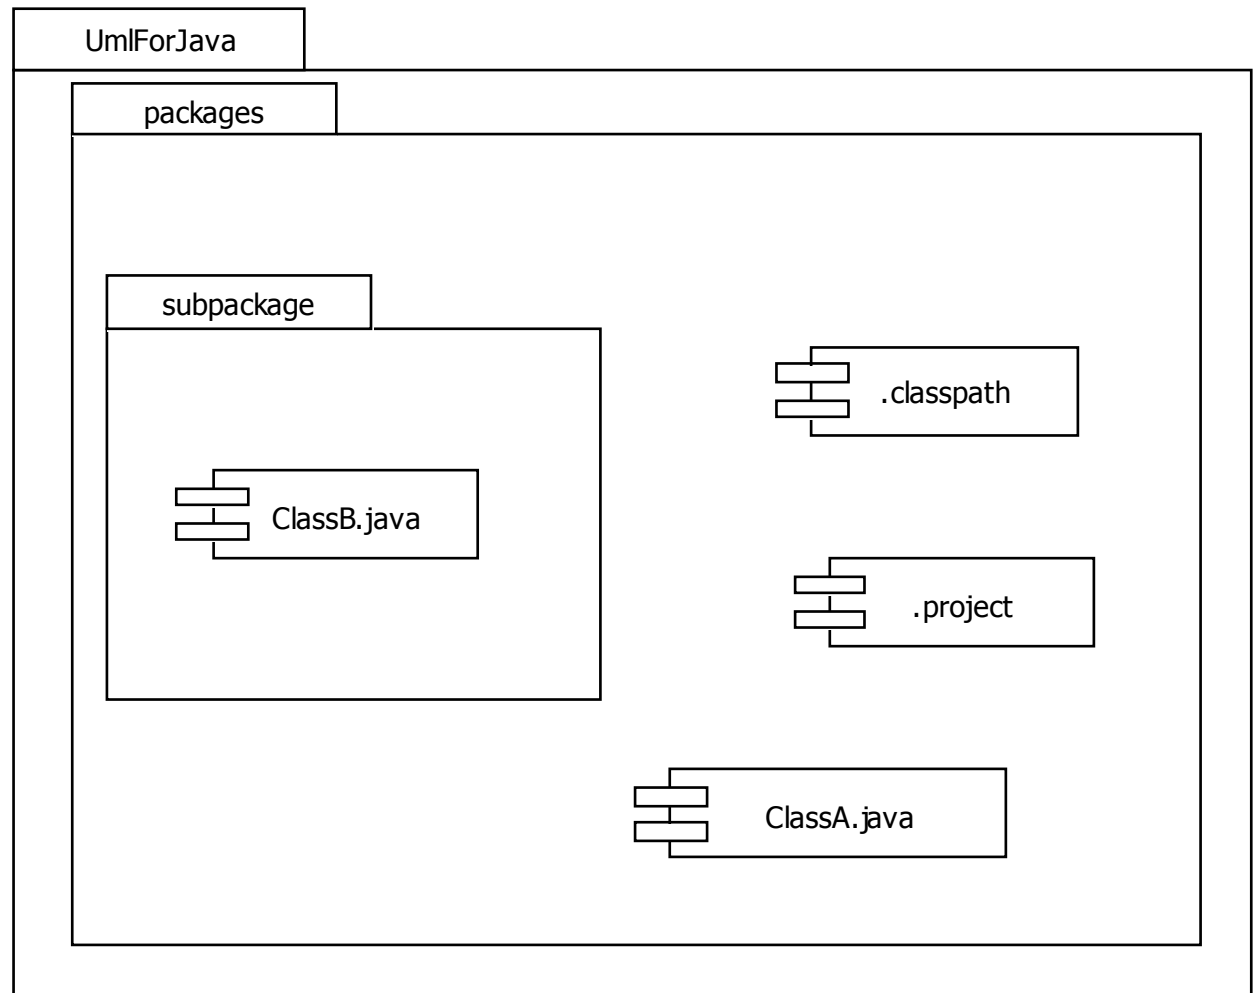 UmlForJava
packages
subpackage
.classpath
ClassB.java
.project
ClassA.java